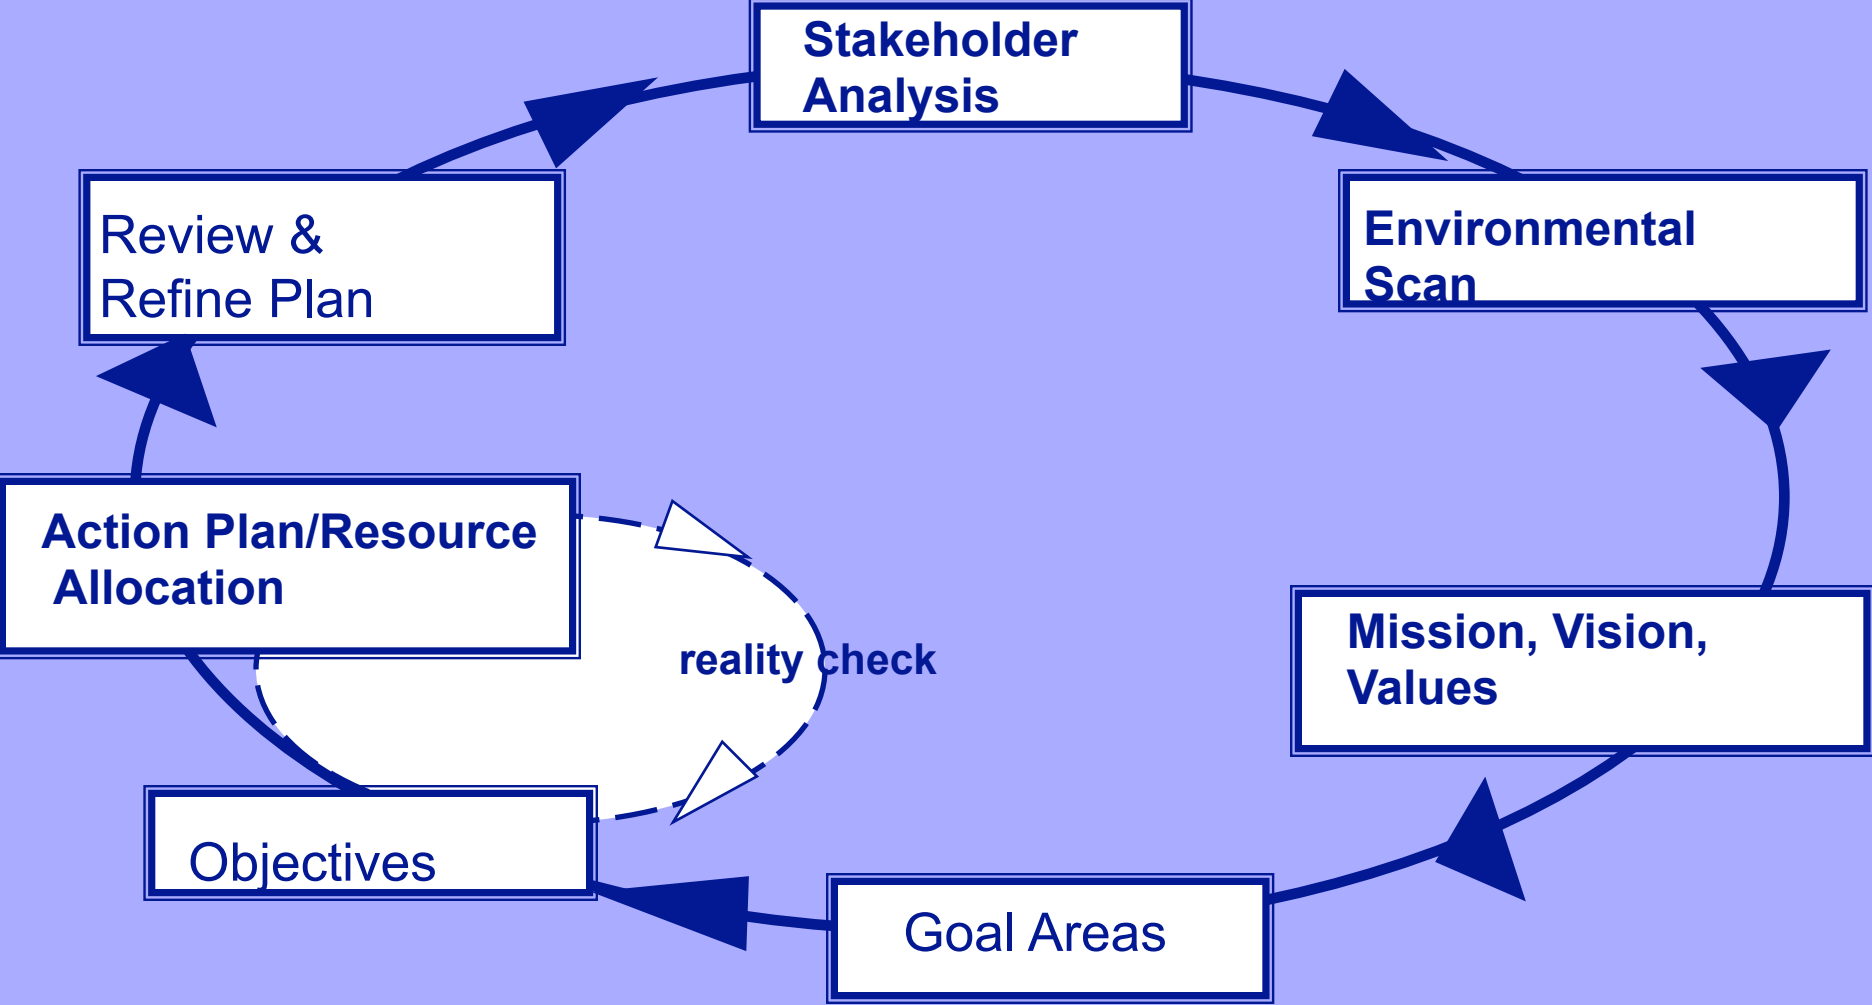 Stakeholder
Analysis
Environmental
Scan
Mission, Vision,
Values
Goal Areas
Objectives
Action Plan/Resource
Allocation
reality check
Review &
Refine Plan